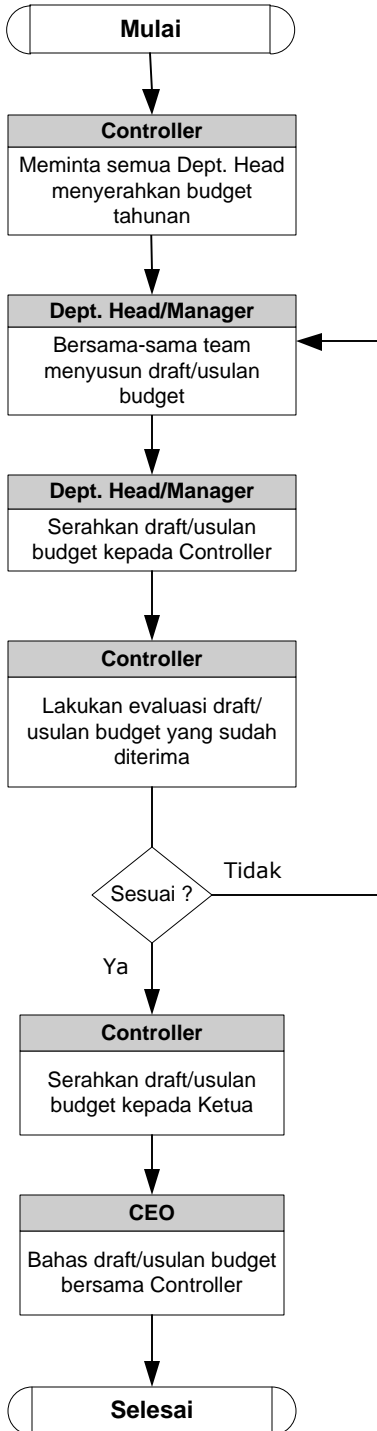 Mulai
Controller
Meminta semua Dept. Head
menyerahkan budget
tahunan
Dept. Head/Manager
Bersama-sama team
menyusun draft/usulan
budget
Dept. Head/Manager
Serahkan draft/usulan
budget kepada Controller
Controller
Lakukan evaluasi draft/
usulan budget yang sudah
diterima
Sesuai ?
Tidak
Ya
Controller
Serahkan draft/usulan
budget kepada Ketua
CEO
Bahas draft/usulan budget
bersama Controller
Selesai